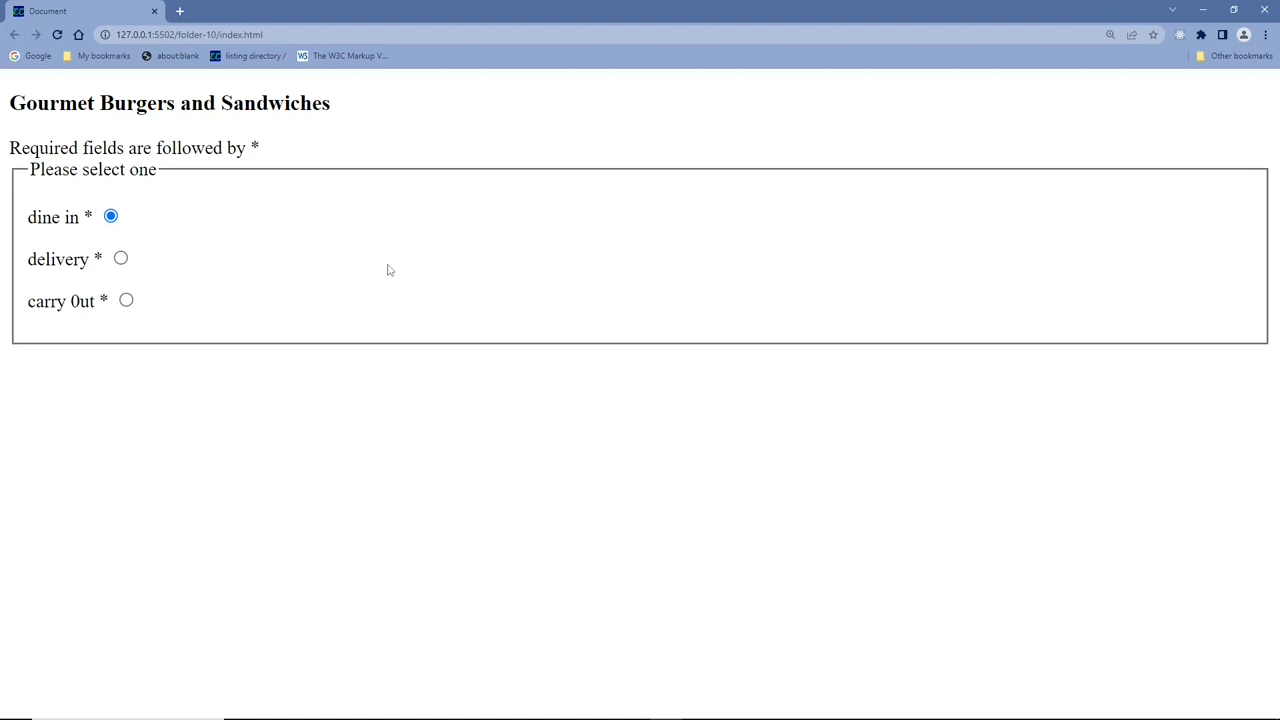 Document
127.0.0.1:5502/folder-10/index.html
Google My bookmarks about:blank listing directory / The W3C Markup V... Other bookmarks
Gourmet Burgers and Sandwiches
Required fields are followed by *
Please select one
dine in *
delivery *
carry 0ut *